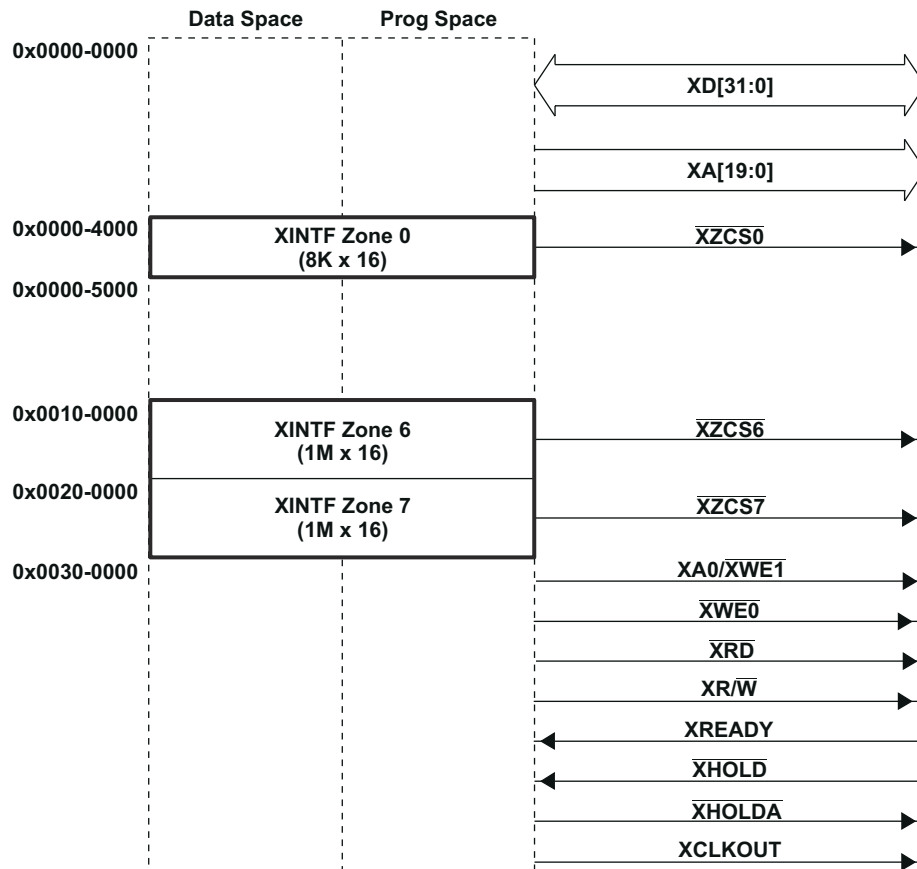 Data Space Prog Space
0x0000-0000
XD[31:0]
XA[19:0]
0x0000-4000
XINTF Zone 0
(8K x 16)
XZCS0
0x0000-5000
0x0010-0000
XINTF Zone 6
(1M x 16)
XZCS6
0x0020-0000
XINTF Zone 7
(1M x 16)
XZCS7
0x0030-0000
XA0/XWE1
XWE0
XRD
XR/W
XREADY
XHOLD
XHOLDA
XCLKOUT